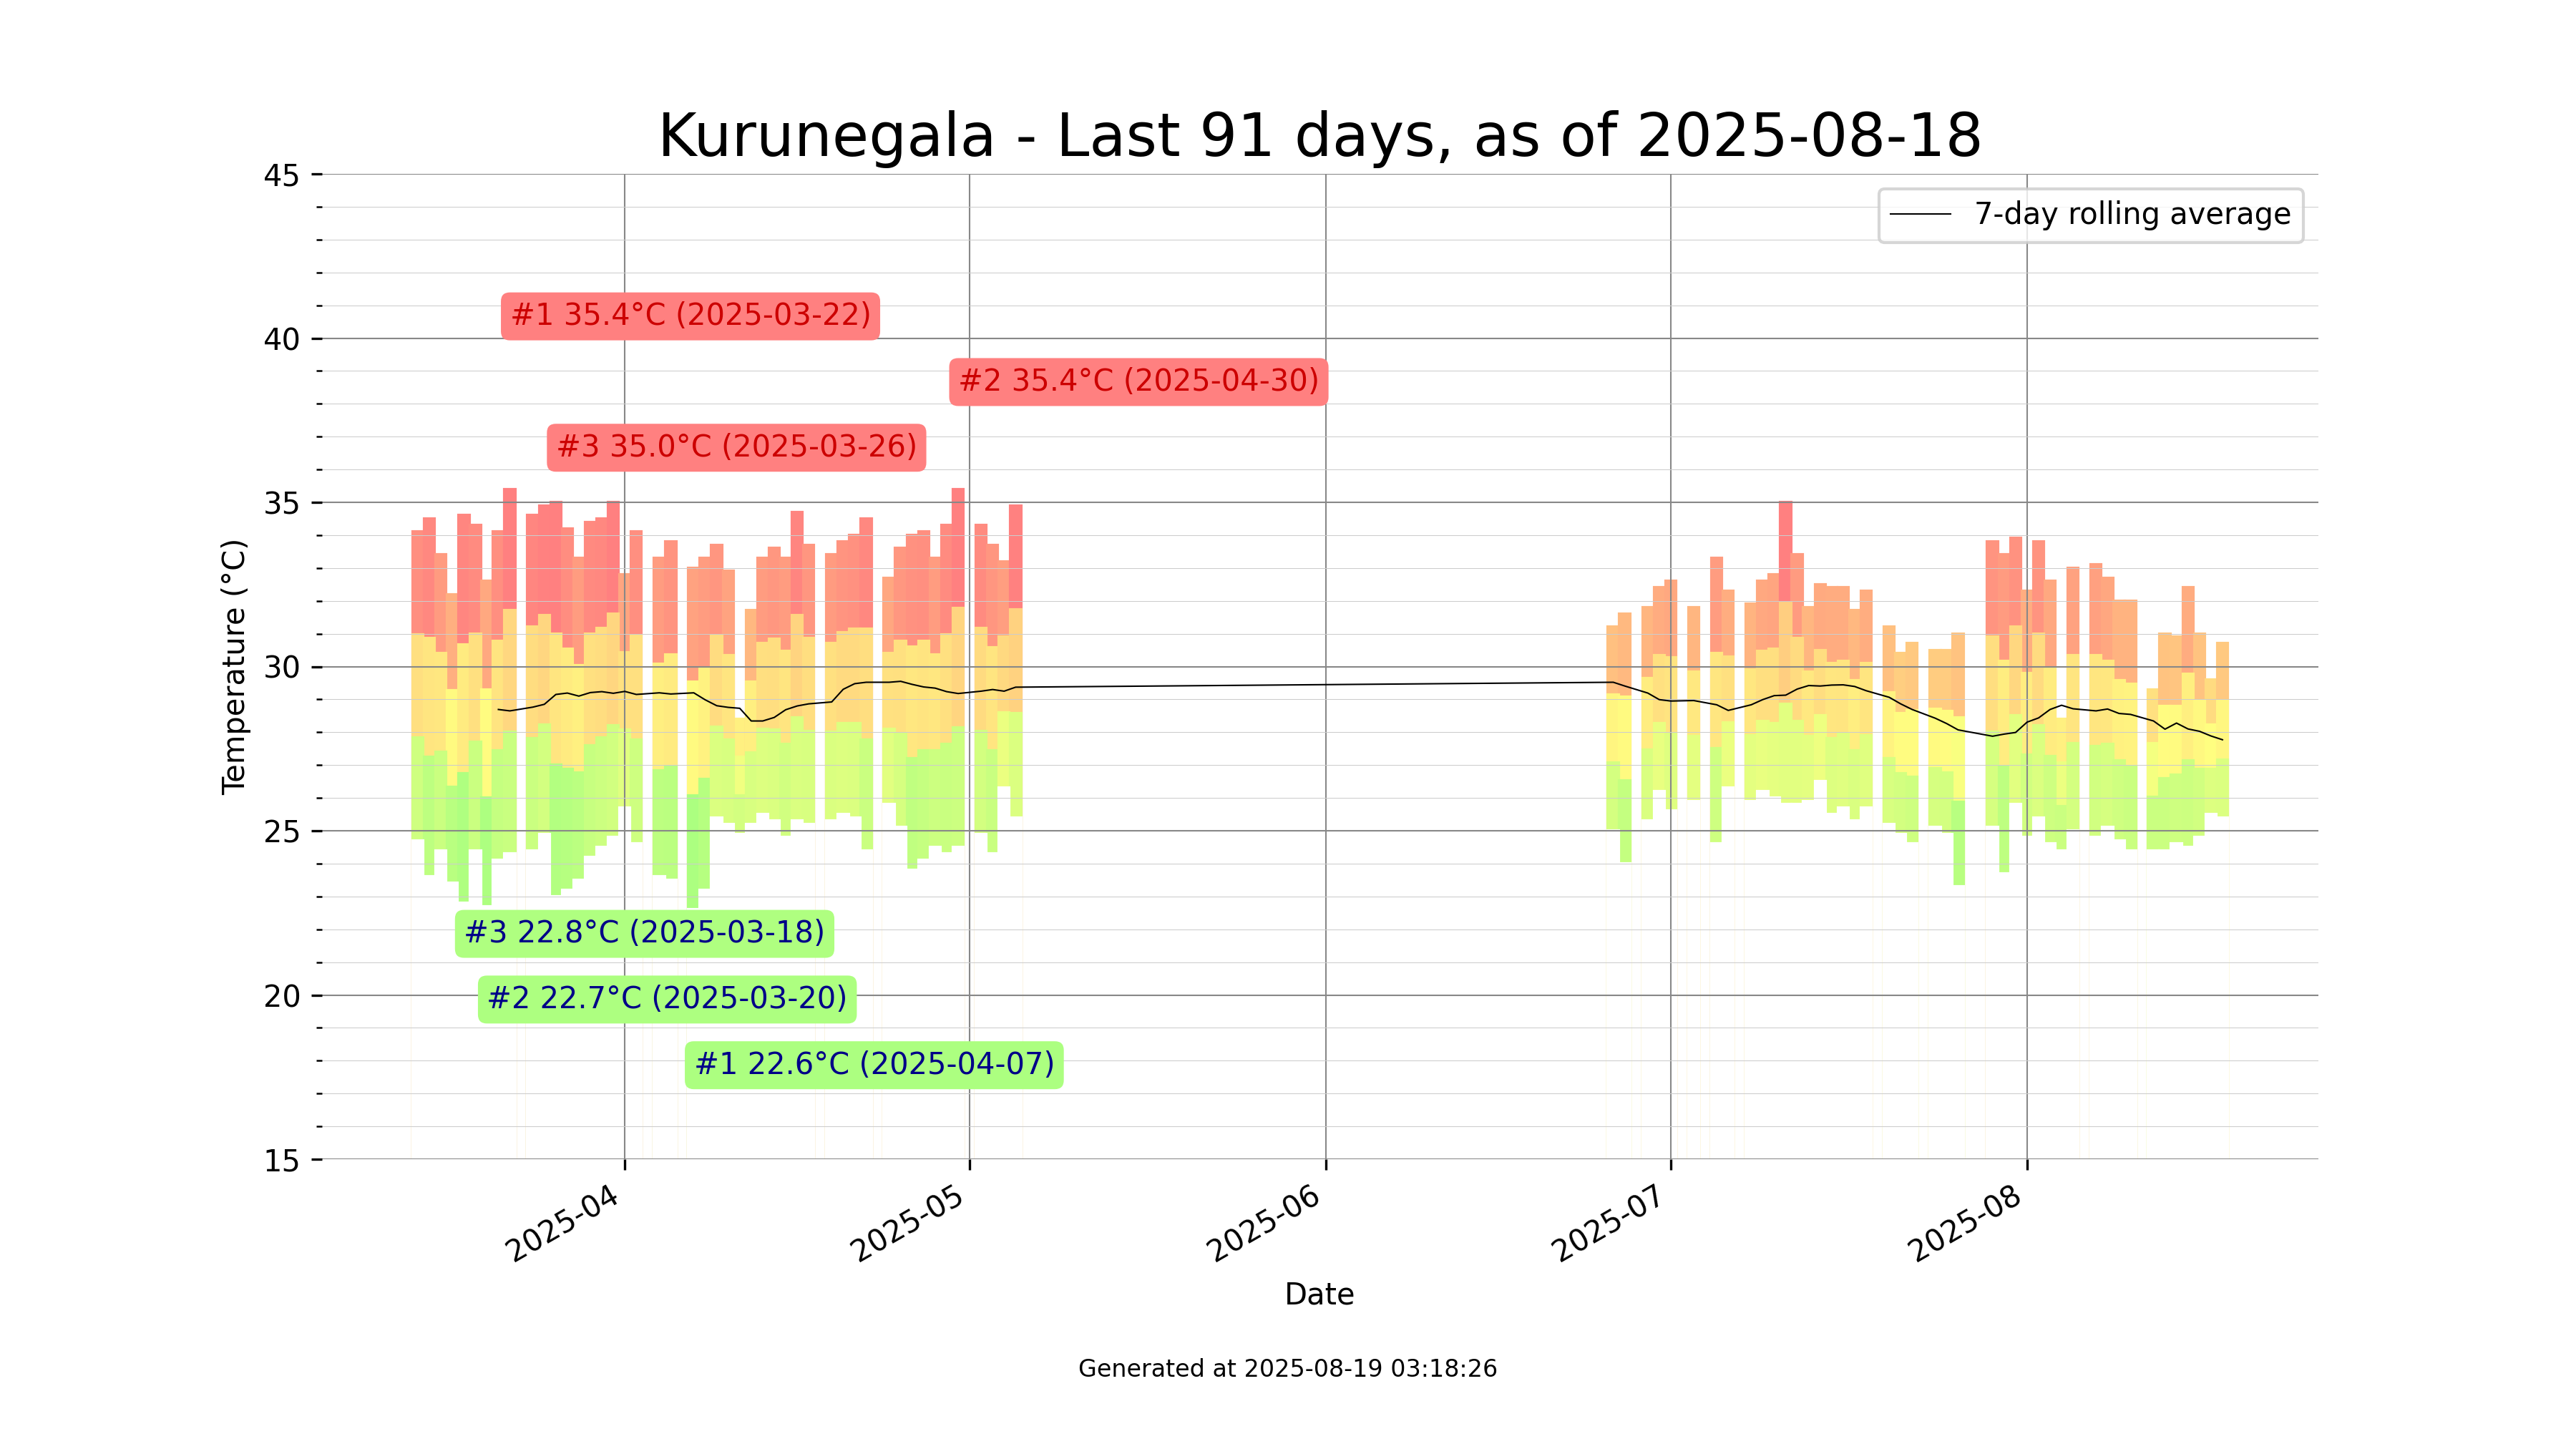 Kurunegala - Last 91 days, as of 2025-08-18
45
40
35
30
25
20
15
Temperature (°C)
7-day rolling average
#1 35.4°C (2025-03-22)
#2 35.4°C (2025-04-30)
#3 35.0°C (2025-03-26)
#3 22.8°C (2025-03-18)
#2 22.7°C (2025-03-20)
#1 22.6°C (2025-04-07)
2025-04
2025-05
2025-06
2025-07
2025-08
Date
Generated at 2025-08-19 03:18:26